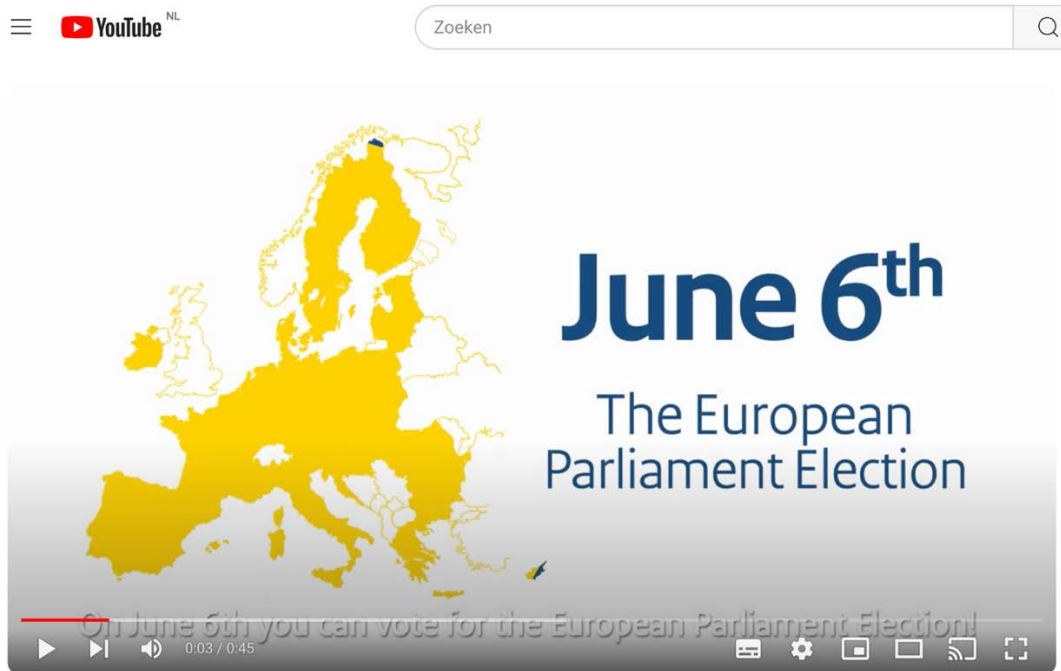 YouTube NL
Zoeken
June 6th
The European
Parliament Election
On June 6th you can vote for the European Parliament Election!
0:03 / 0:45